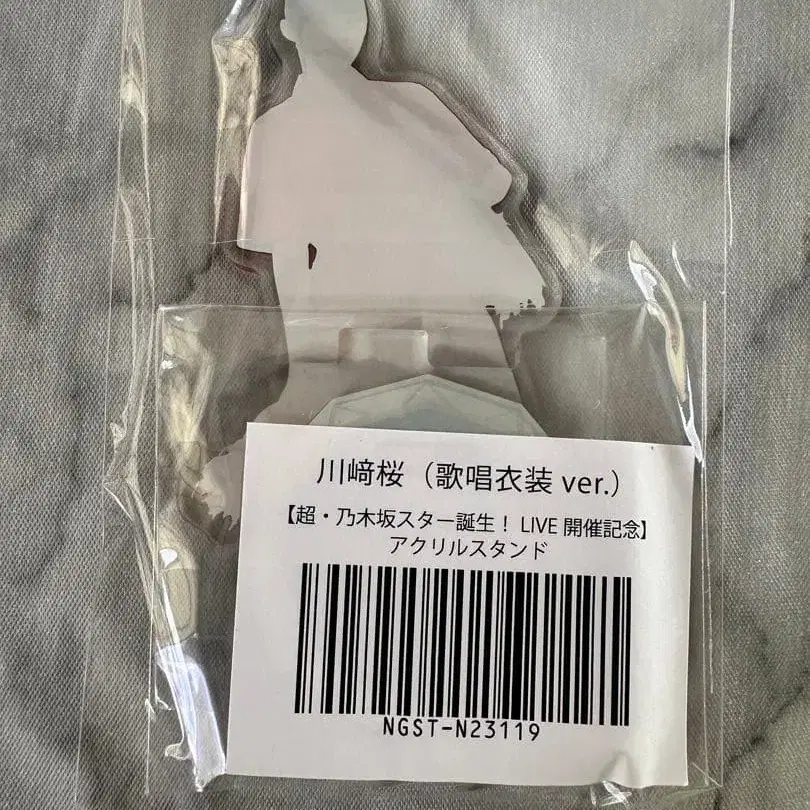 川﨑桜（歌唱衣装 ver.）
【超・乃木坂スター誕生！ LIVE 開催記念】
アクリルスタンド
NGST-N23119